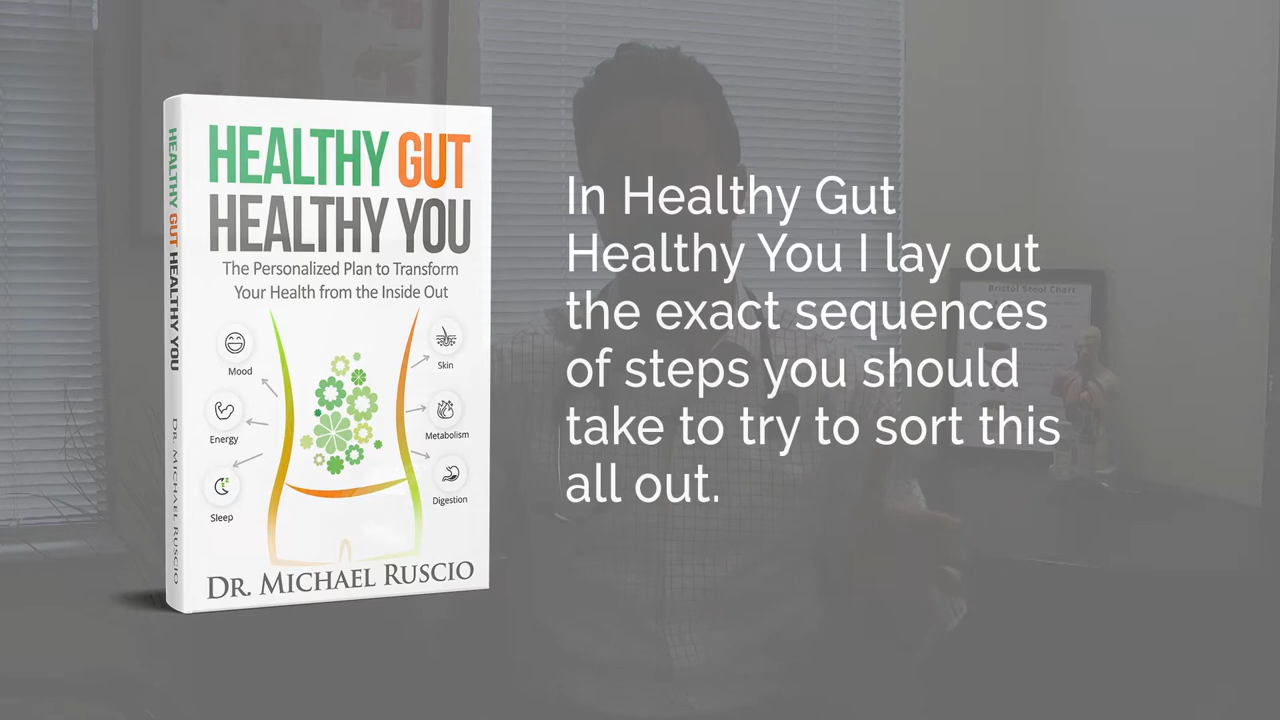 HEALTHY GUT HEALTHY YOU
DR. MICHAEL RUSCIO
HEALTHY GUT
HEALTHY YOU
The Personalized Plan to Transform
Your Health from the Inside Out
Mood
Energy
Sleep
Skin
Metabolism
Digestion
DR. MICHAEL RUSCIO
In Healthy Gut
Healthy You I lay out
the exact sequences
of steps you should
take to try to sort this
all out.
Bristol Stool Chart